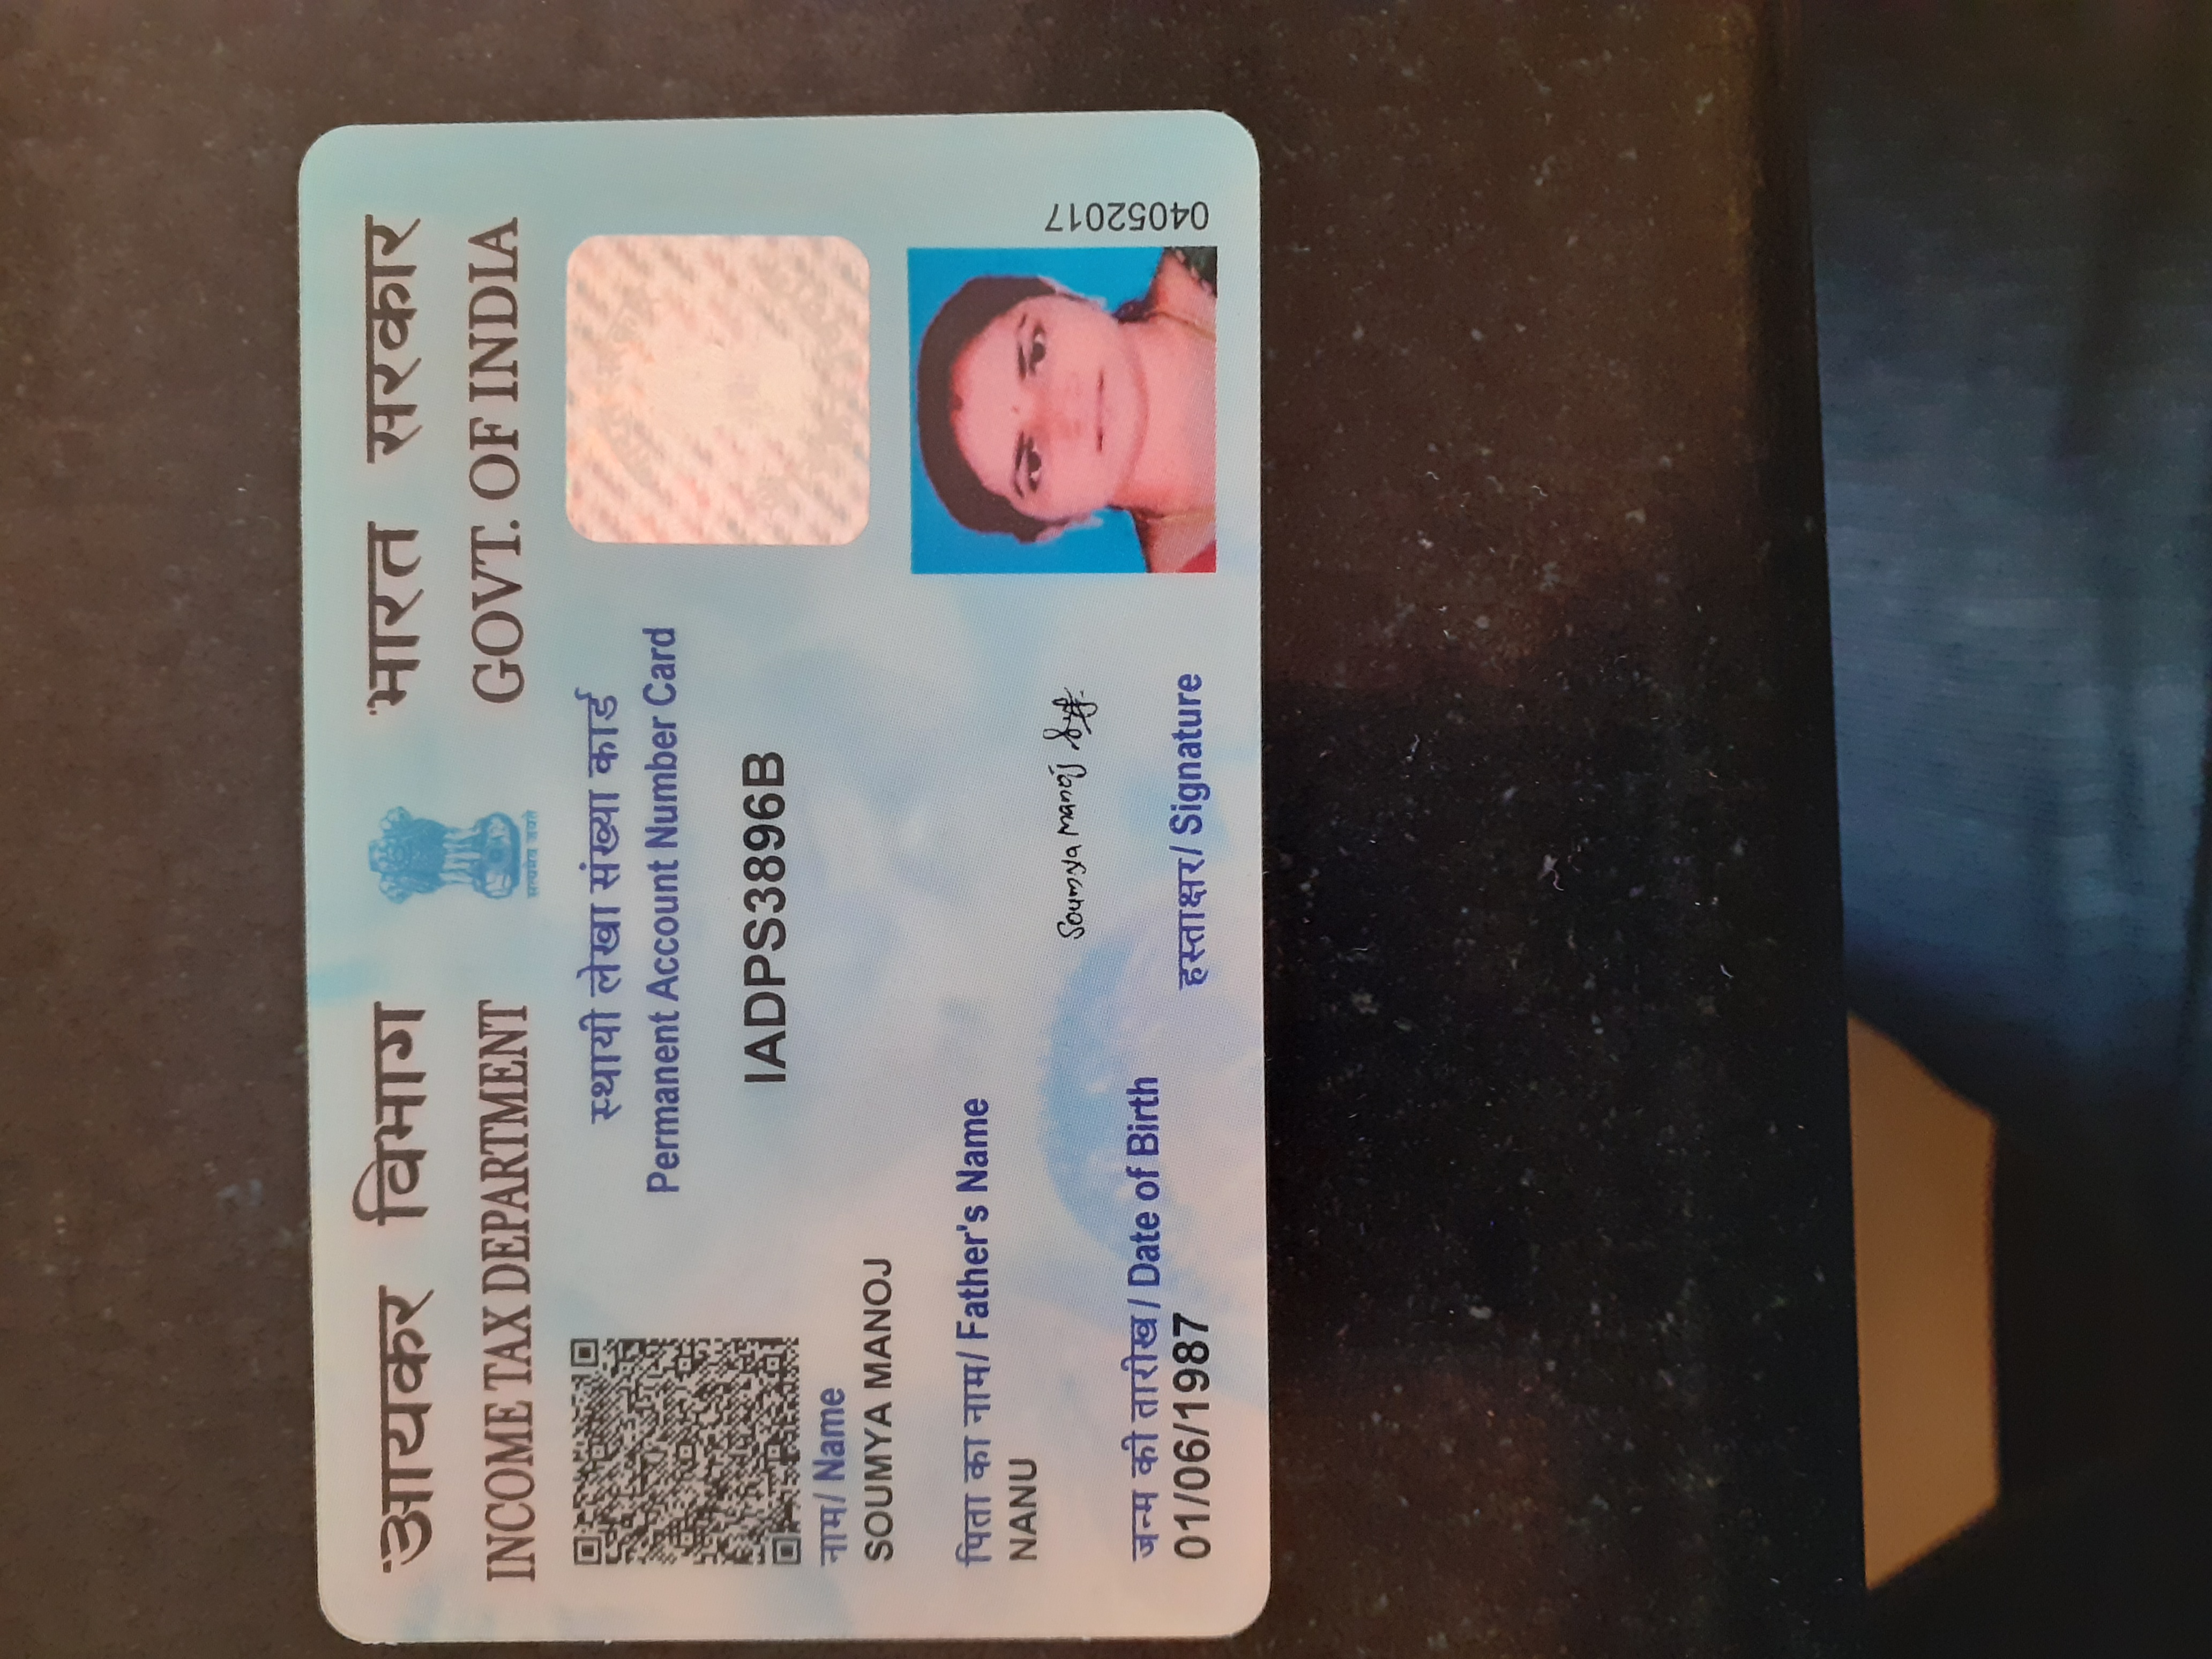 आयकर विभाग
INCOME TAX DEPARTMENT
सत्यमेव जयते
भारत सरकार
GOVT. OF INDIA
स्थायी लेखा संख्या कार्ड
Permanent Account Number Card
IADPS3896B
नाम/ Name
SOUMYA MANOJ
पिता का नाम/ Father's Name
NANU
Soumya Manoj
जन्म की तारीख / Date of Birth
01/06/1987
हस्ताक्षर/ Signature
04052017